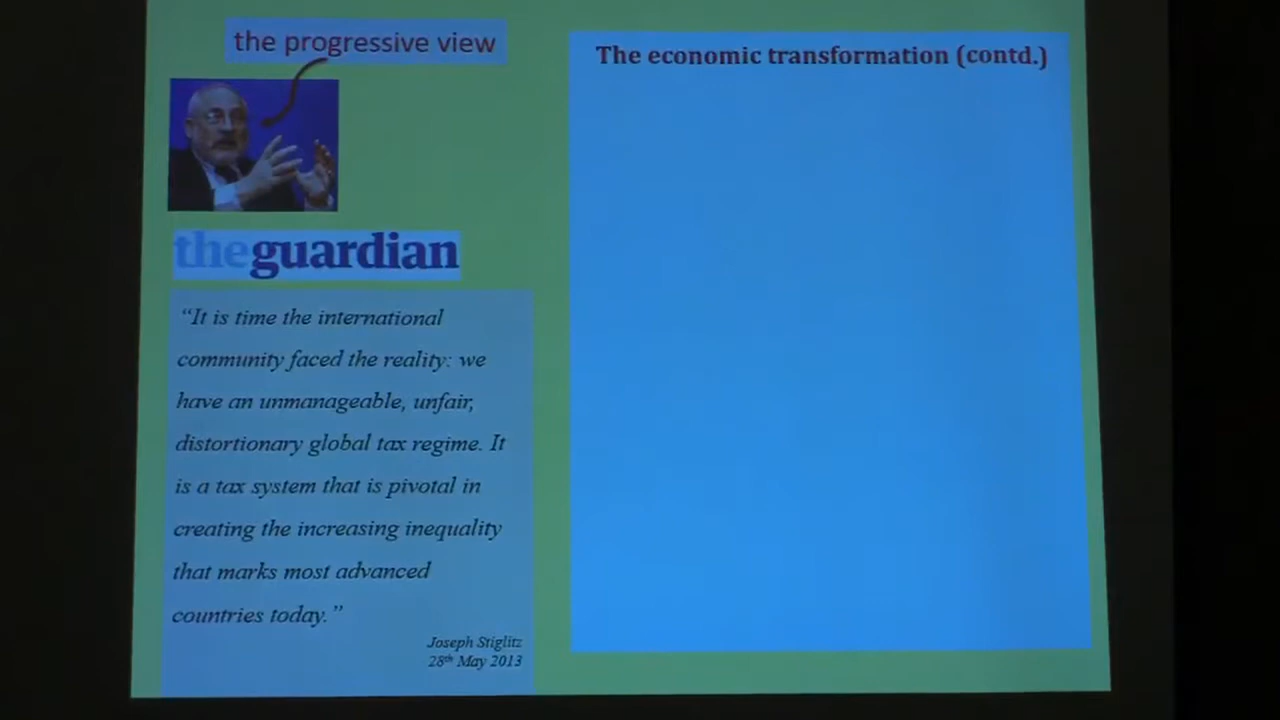 the progressive view
The economic transformation (contd.)
theguardian
“It is time the international
community faced the reality: we
have an unmanageable, unfair,
distortionary global tax regime. It
is a tax system that is pivotal in
creating the increasing inequality
that marks most advanced
countries today.”
Joseph Stiglitz
28th May 2013